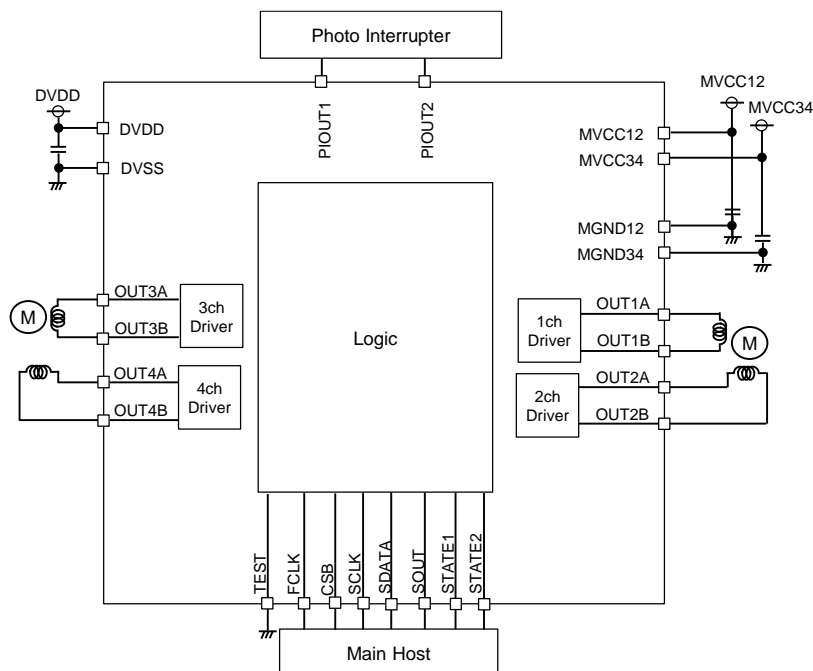 Photo Interrupter
DVDD
MVCC12
MVCC34
PIOUT1
PIOUT2
DVDD
DVSS
MVCC12
MVCC34
MGND12
MGND34
OUT3A
3ch
Driver
OUT3B
M
OUT4A
4ch
Driver
OUT4B
Logic
OUT1A
1ch
Driver
OUT1B
M
OUT2A
2ch
Driver
OUT2B
TEST
FCLK
CSB
SCLK
SDATA
SOUT
STATE1
STATE2
Main Host